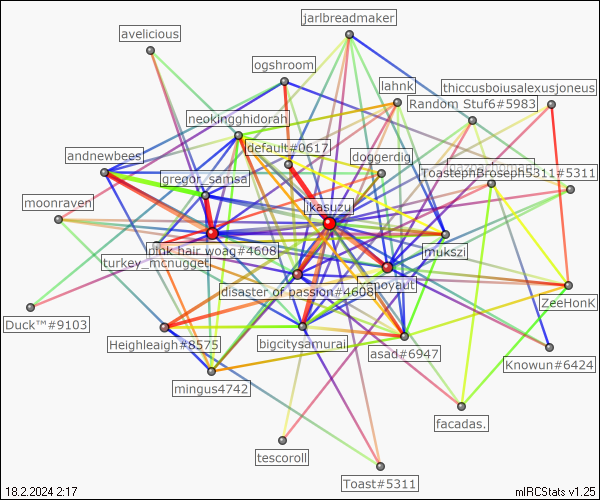 jarlbreadmaker
avelicious
ogshroom
lahnk
thiccusboiusalexusjoneus
Random Stuf6#5983
neokingghidorah
default#0617
andnewbees
doggerdig
ToastephBroseph5311#5311
gregor_samsa
moonraven
ikasuzu
pink hair woag#4608
mukszi
turkey_mcnugget
disaster of passion#4608
ZeeHonK
Duck™#9103
Heighleaigh#8575
bigcitysamurai
asad#6947
Knowun#6424
mingus4742
facadas.
tescoroll
Toast#5311
18.2.2024 2:17
mIRCStats v1.25